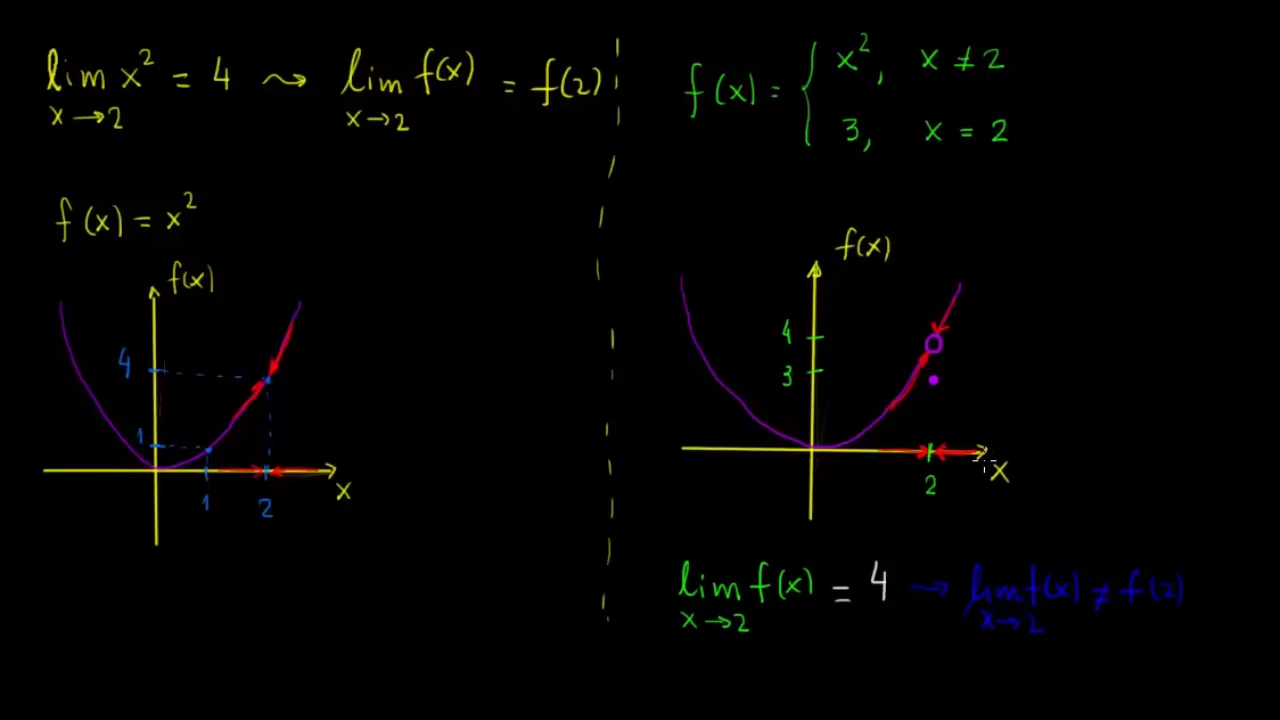 lim x² = 4 ⇝ lim f(x) = f(2)
x→2 x→2
f(x) = x²
f(x)
4
1
1 2 x
f(x) = { x², x ≠ 2
3, x = 2
f(x)
4
3
2 x
lim f(x) = 4 → lim f(x) ≠ f(2)
x→2 x→2